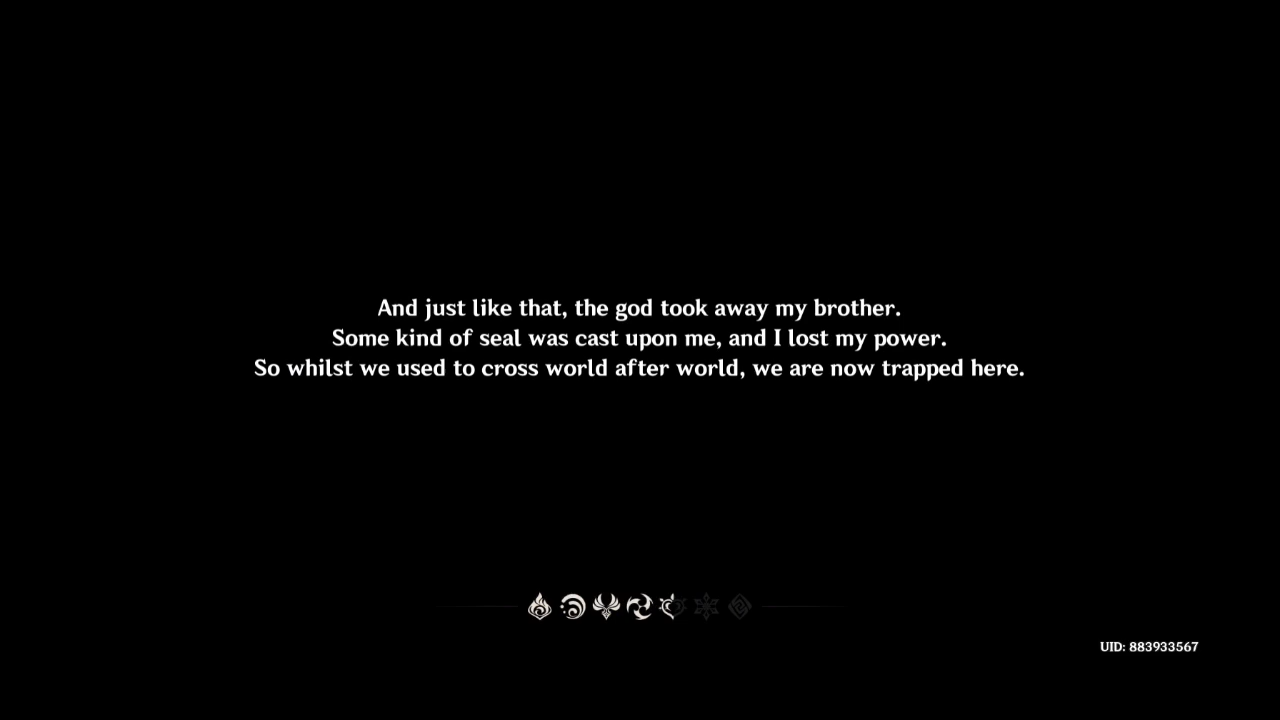 And just like that, the god took away my brother.
Some kind of seal was cast upon me, and I lost my power.
So whilst we used to cross world after world, we are now trapped here.
UID: 883933567